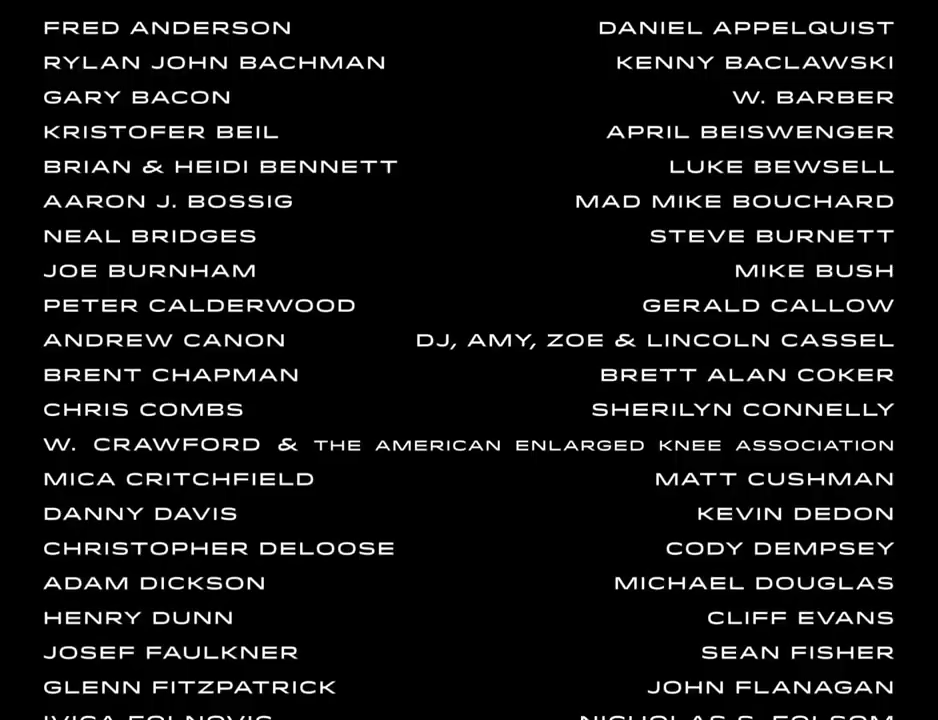 FRED ANDERSON DANIEL APPELQUIST
RYLAN JOHN BACHMAN KENNY BACLAWSKI
GARY BACON W. BARBER
KRISTOFER BEIL APRIL BEISWENGER
BRIAN & HEIDI BENNETT LUKE BEWSELL
AARON J. BOSSIG MAD MIKE BOUCHARD
NEAL BRIDGES STEVE BURNETT
JOE BURNHAM MIKE BUSH
PETER CALDERWOOD GERALD CALLOW
ANDREW CANON DJ, AMY, ZOE & LINCOLN CASSEL
BRENT CHAPMAN BRETT ALAN COKER
CHRIS COMBS SHERILYN CONNELLY
W. CRAWFORD & THE AMERICAN ENLARGED KNEE ASSOCIATION
MICA CRITCHFIELD MATT CUSHMAN
DANNY DAVIS KEVIN DEDON
CHRISTOPHER DELOOSE CODY DEMPSEY
ADAM DICKSON MICHAEL DOUGLAS
HENRY DUNN CLIFF EVANS
JOSEF FAULKNER SEAN FISHER
GLENN FITZPATRICK JOHN FLANAGAN
NICHOLAS S. FOLSOM